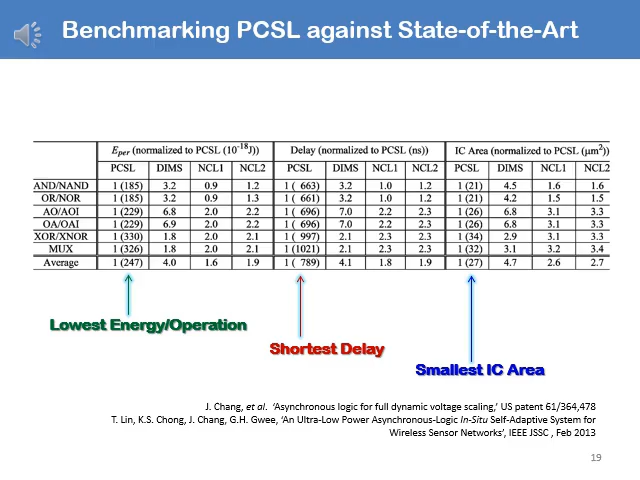 Benchmarking PCSL against State-of-the-Art
E_per (normalized to PCSL (10^-18 J)) Delay (normalized to PCSL (ns)) IC Area (normalized to PCSL (μm²))
PCSL DIMS NCL1 NCL2 PCSL DIMS NCL1 NCL2 PCSL DIMS NCL1 NCL2
AND/NAND 1 (185) 3.2 0.9 1.2 1 ( 663) 3.2 1.0 1.2 1 (21) 4.5 1.6 1.6
OR/NOR 1 (185) 3.2 0.9 1.3 1 ( 661) 3.2 1.0 1.2 1 (21) 4.2 1.5 1.5
AO/AOI 1 (229) 6.8 2.0 2.2 1 ( 696) 7.0 2.2 2.3 1 (26) 6.8 3.1 3.3
OA/OAI 1 (229) 6.9 2.0 2.2 1 ( 696) 7.0 2.2 2.3 1 (26) 6.8 3.1 3.3
XOR/XNOR 1 (330) 1.8 2.0 2.1 1 ( 997) 2.1 2.3 2.3 1 (34) 2.9 3.1 3.3
MUX 1 (326) 1.8 2.0 2.1 1 (1021) 2.1 2.3 2.3 1 (32) 3.1 3.2 3.4
Average 1 (247) 4.0 1.6 1.9 1 ( 789) 4.1 1.8 1.9 1 (27) 4.7 2.6 2.7
Lowest Energy/Operation
Shortest Delay
Smallest IC Area
J. Chang, et al. ‘Asynchronous logic for full dynamic voltage scaling,’ US patent 61/364,478
T. Lin, K.S. Chong, J. Chang, G.H. Gwee, ‘An Ultra-Low Power Asynchronous-Logic In-Situ Self-Adaptive System for
Wireless Sensor Networks’, IEEE JSSC , Feb 2013
19